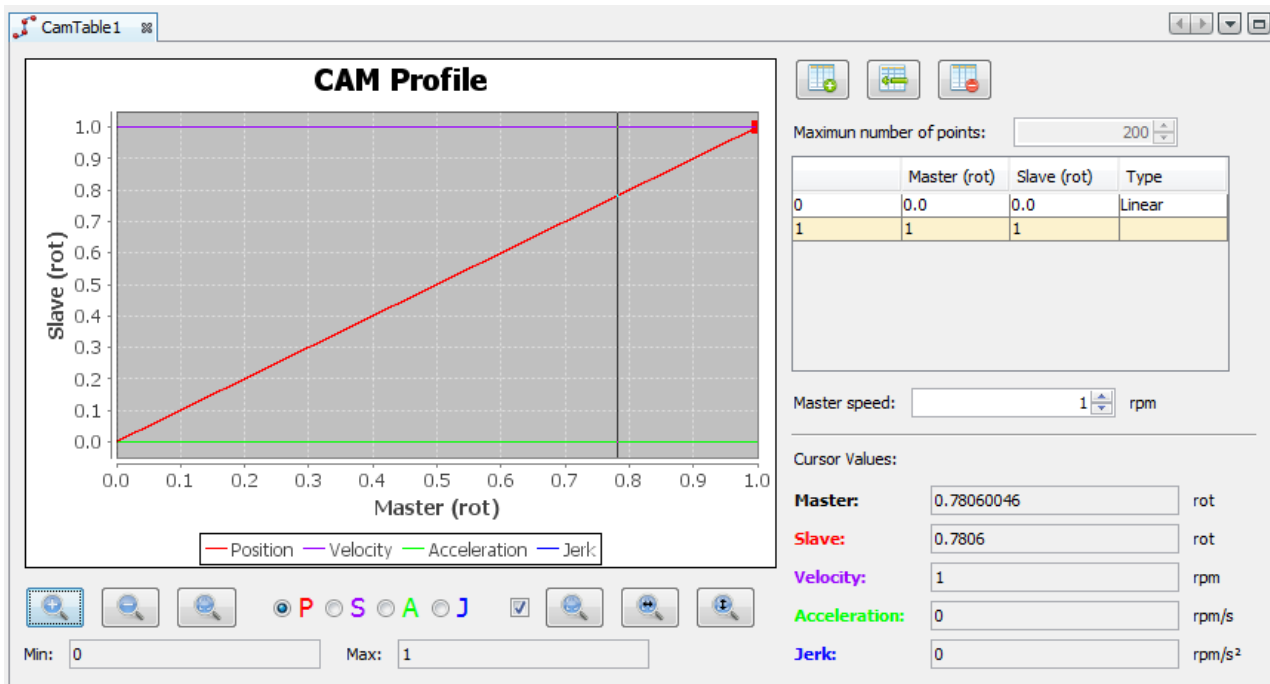 CamTable1
CAM Profile
1.0
0.9
0.8
0.7
0.6
0.5
0.4
0.3
0.2
0.1
0.0
Slave (rot)
0.0 0.1 0.2 0.3 0.4 0.5 0.6 0.7 0.8 0.9 1.0
Master (rot)
Position Velocity Acceleration Jerk
P S A J
Min: 0 Max: 1
Maximun number of points: 200
Master (rot) Slave (rot) Type
0 0.0 0.0 Linear
1 1 1
Master speed: 1 rpm
Cursor Values:
Master: 0.78060046 rot
Slave: 0.7806 rot
Velocity: 1 rpm
Acceleration: 0 rpm/s
Jerk: 0 rpm/s²